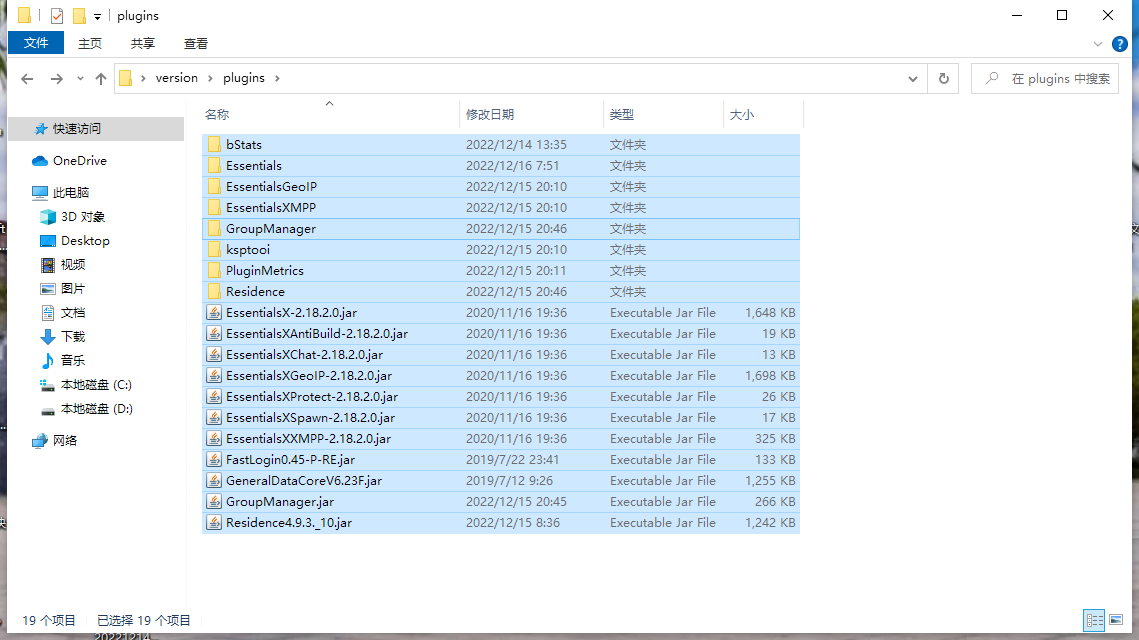 plugins
文件 主页 共享 查看
version plugins 在 plugins 中搜索
名称 修改日期 类型 大小
快速访问
OneDrive
此电脑
3D 对象
Desktop
视频
图片
文档
下载
音乐
本地磁盘 (C:)
本地磁盘 (D:)
网络
bStats 2022/12/14 13:35 文件夹
Essentials 2022/12/16 7:51 文件夹
EssentialsGeoIP 2022/12/15 20:10 文件夹
EssentialsXMPP 2022/12/15 20:10 文件夹
GroupManager 2022/12/15 20:46 文件夹
ksptooi 2022/12/15 20:10 文件夹
PluginMetrics 2022/12/15 20:11 文件夹
Residence 2022/12/15 20:46 文件夹
EssentialsX-2.18.2.0.jar 2020/11/16 19:36 Executable Jar File 1,648 KB
EssentialsXAntiBuild-2.18.2.0.jar 2020/11/16 19:36 Executable Jar File 19 KB
EssentialsXChat-2.18.2.0.jar 2020/11/16 19:36 Executable Jar File 13 KB
EssentialsXGeoIP-2.18.2.0.jar 2020/11/16 19:36 Executable Jar File 1,698 KB
EssentialsXProtect-2.18.2.0.jar 2020/11/16 19:36 Executable Jar File 26 KB
EssentialsXSpawn-2.18.2.0.jar 2020/11/16 19:36 Executable Jar File 17 KB
EssentialsXXMPP-2.18.2.0.jar 2020/11/16 19:36 Executable Jar File 325 KB
FastLogin0.45-P-RE.jar 2019/7/22 23:41 Executable Jar File 133 KB
GeneralDataCoreV6.23F.jar 2019/7/12 9:26 Executable Jar File 1,255 KB
GroupManager.jar 2022/12/15 20:45 Executable Jar File 266 KB
Residence4.9.3._10.jar 2022/12/15 8:36 Executable Jar File 1,242 KB
19 个项目 已选择 19 个项目